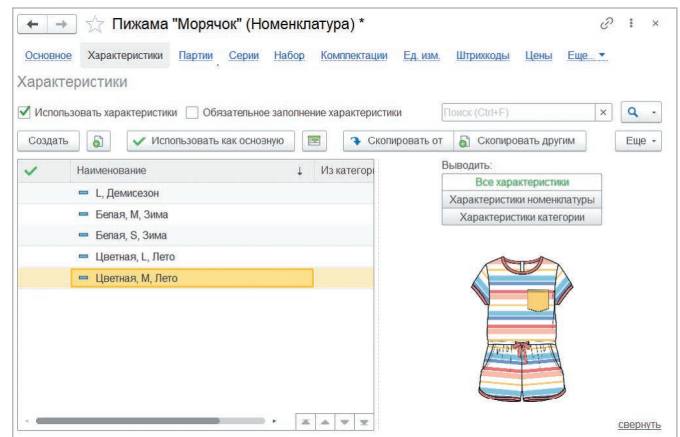 Пижама "Морячок" (Номенклатура) *
Основное Характеристики Партии Серии Набор Комплектации Ед. изм. Штрихкоды Цены Еще...
Характеристики
Использовать характеристики Обязательное заполнение характеристики Поиск (Ctrl+F) ×
Создать Использовать как основную Скопировать от Скопировать другим Еще
Наименование ↓ Из категори
L, Демисезон
Белая, M, Зима
Белая, S, Зима
Цветная, L, Лето
Цветная, M, Лето
Выводить:
Все характеристики
Характеристики номенклатуры
Характеристики категории
свернуть